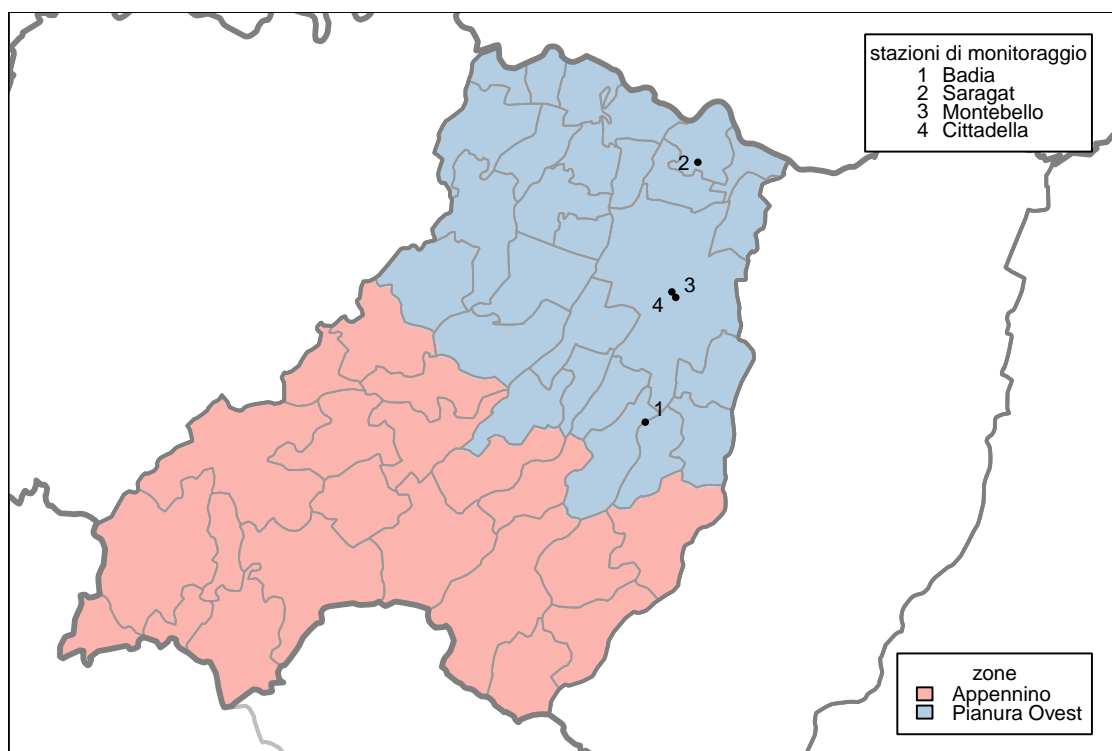 stazioni di monitoraggio
1 Badia
2 Saragat
3 Montebello
4 Cittadella
2
3
4
1
zone
Appennino
Pianura Ovest